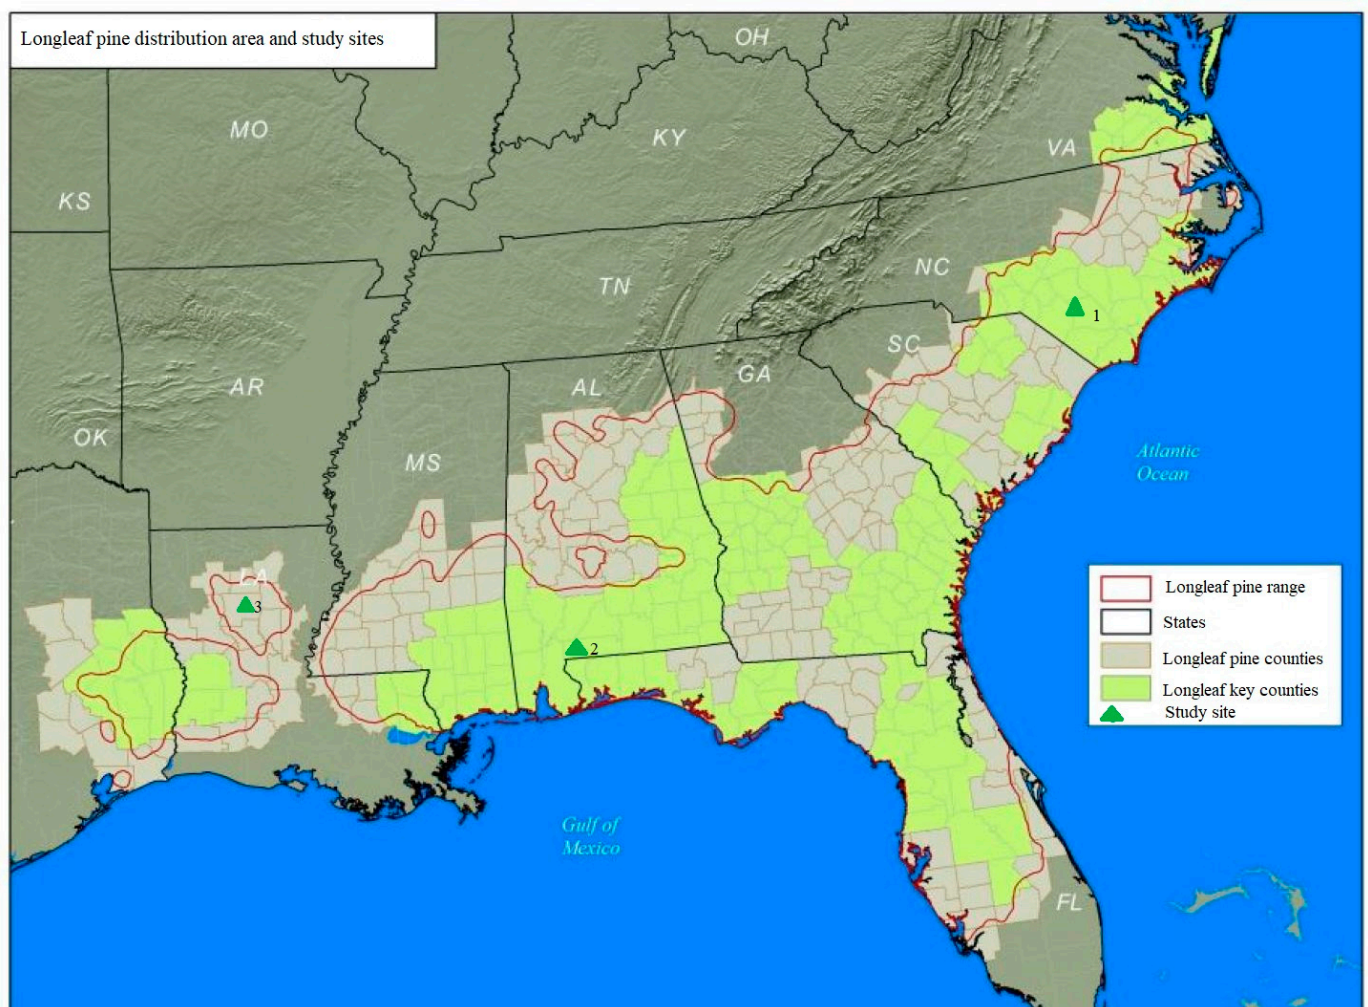 Longleaf pine distribution area and study sites
OH
MO
KY
VA
KS
TN
NC
SC
AR
AL
GA
OK
MS
LA
1
2
3
Atlantic
Ocean
Gulf of
Mexico
FL
Longleaf pine range
States
Longleaf pine counties
Longleaf key counties
Study site